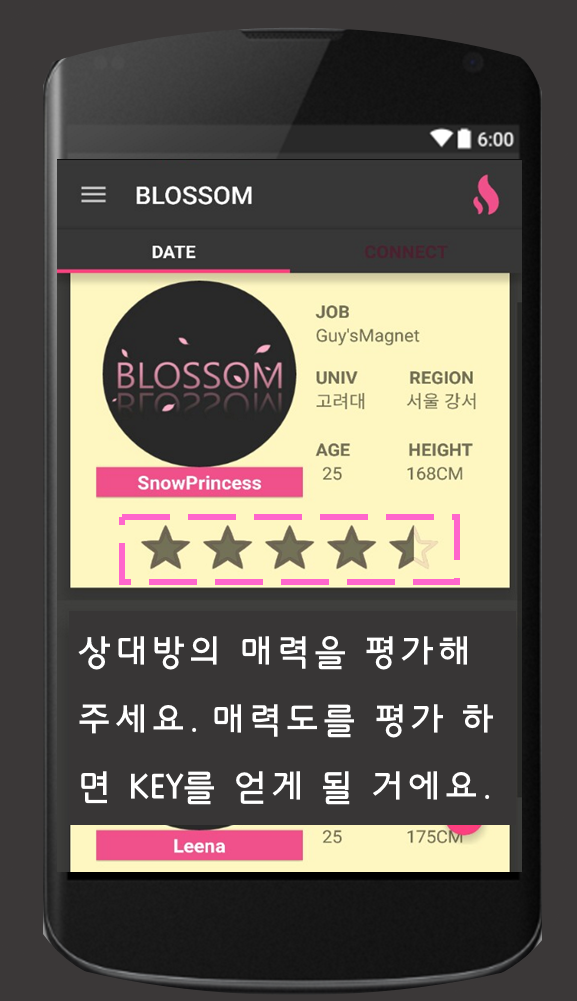 6:00
BLOSSOM
DATE CONNECT
BLOSSOM
JOB
Guy'sMagnet
UNIV REGION
고려대 서울 강서
AGE HEIGHT
25 168CM
SnowPrincess
상대방의 매력을 평가해
주세요. 매력도를 평가 하
면 KEY를 얻게 될 거에요.
25 175CM
Leena